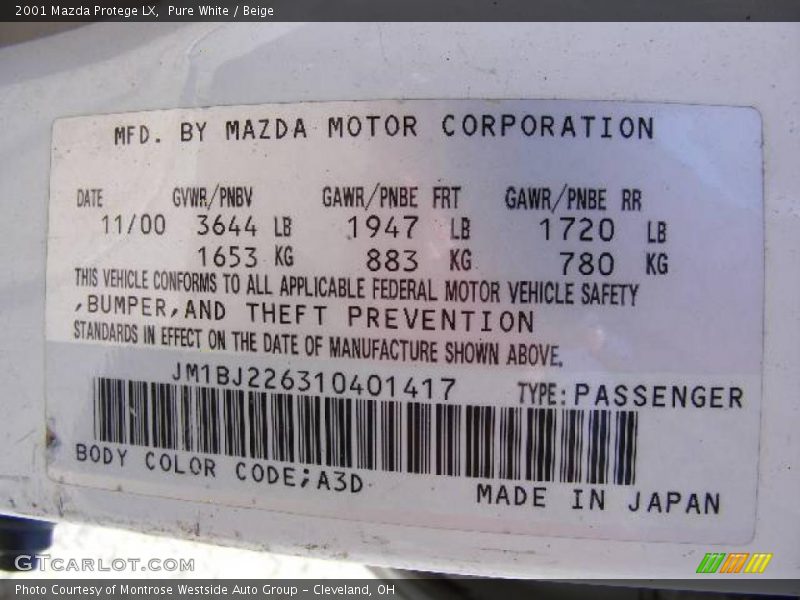 2001 Mazda Protege LX, Pure White / Beige
MFD. BY MAZDA MOTOR CORPORATION
DATE GVWR/PNBV GAWR/PNBE FRT GAWR/PNBE RR
11/00 3644 LB 1947 LB 1720 LB
1653 KG 883 KG 780 KG
THIS VEHICLE CONFORMS TO ALL APPLICABLE FEDERAL MOTOR VEHICLE SAFETY
,BUMPER,AND THEFT PREVENTION
STANDARDS IN EFFECT ON THE DATE OF MANUFACTURE SHOWN ABOVE.
JM1BJ226310401417 TYPE: PASSENGER
BODY COLOR CODE;A3D
MADE IN JAPAN
GTCARLOT.COM
Photo Courtesy of Montrose Westside Auto Group - Cleveland, OH